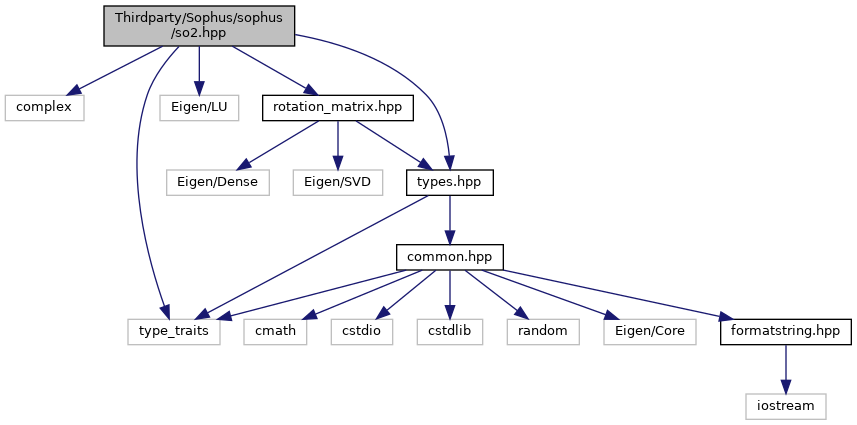 Thirdparty/Sophus/sophus
/so2.hpp
complex
Eigen/LU
rotation_matrix.hpp
Eigen/Dense
Eigen/SVD
types.hpp
common.hpp
type_traits
cmath
cstdio
cstdlib
random
Eigen/Core
formatstring.hpp
iostream